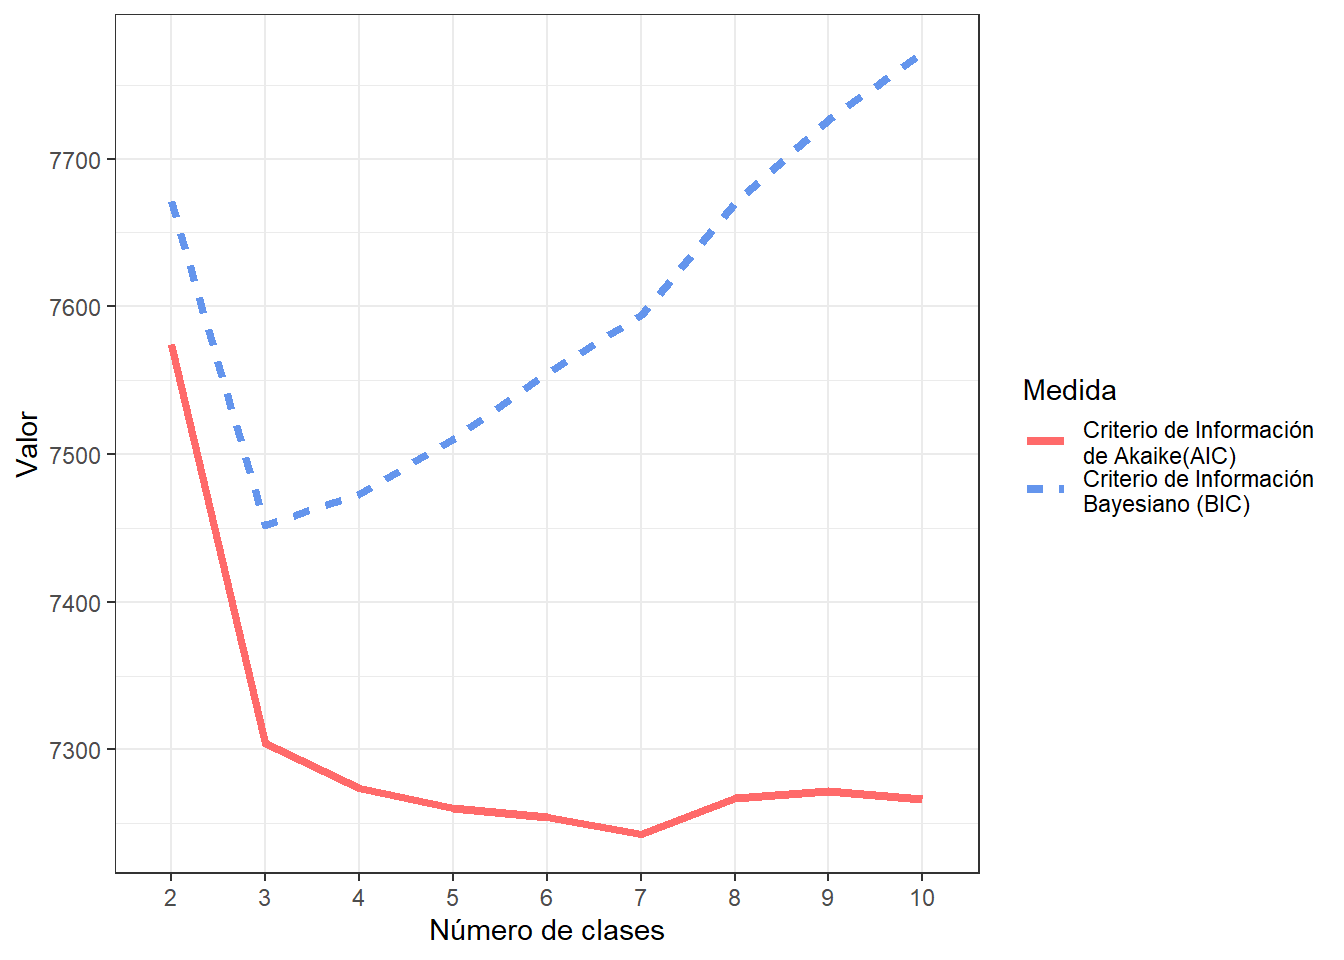 7700
7600
7500
7400
7300
Valor
2 3 4 5 6 7 8 9 10
Número de clases
Medida
Criterio de Información
de Akaike(AIC)
Criterio de Información
Bayesiano (BIC)